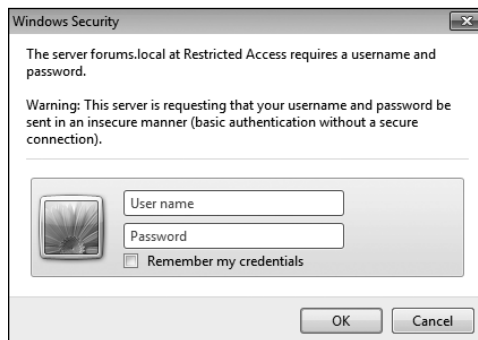 Windows Security
The server forums.local at Restricted Access requires a username and
password.
Warning: This server is requesting that your username and password be
sent in an insecure manner (basic authentication without a secure
connection).
User name
Password
Remember my credentials
OK
Cancel